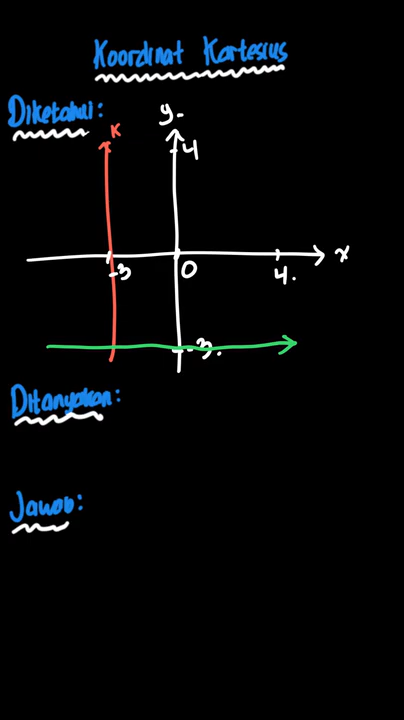 Koordinat Kartesius
Diketahui:
y
K
4
-3
0
4.
x
-3.
Ditanyakan:
Jawab: